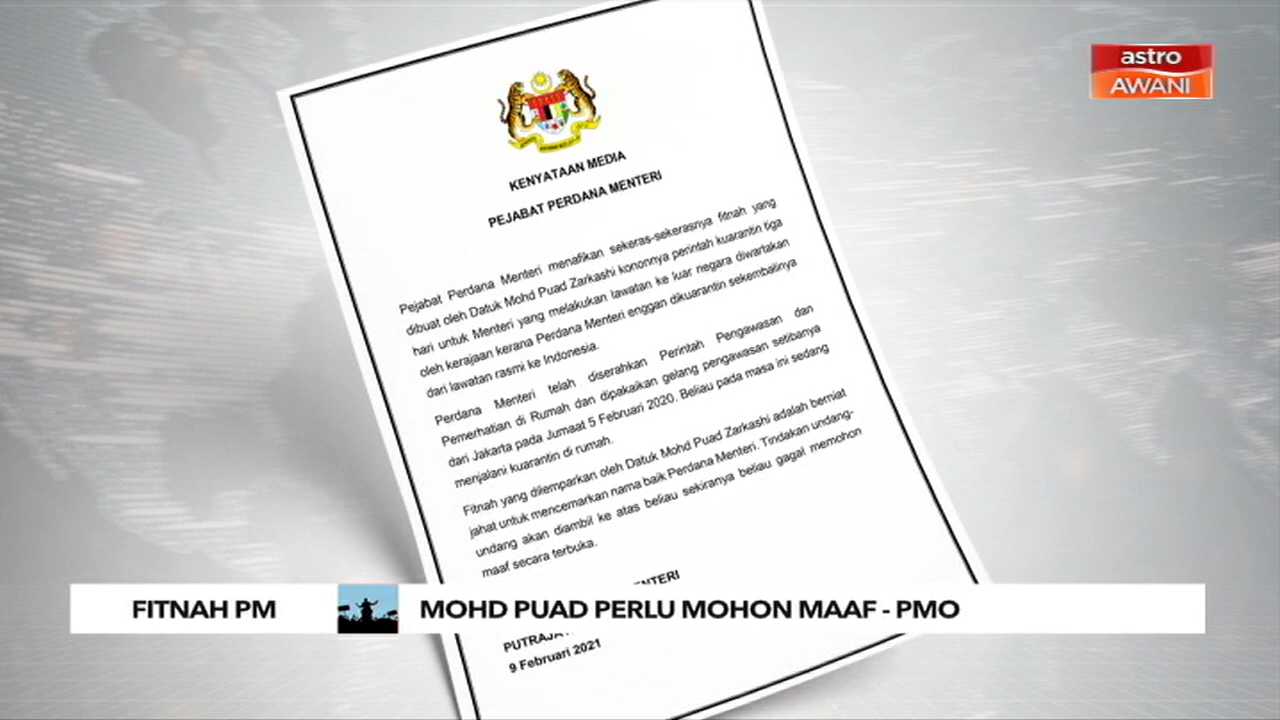 astro
AWANI
KENYATAAN MEDIA
PEJABAT PERDANA MENTERI
Pejabat Perdana Menteri menafikan sekeras-sekerasnya fitnah yang
dibuat oleh Datuk Mohd Puad Zarkashi kononnya perintah kuarantin tiga
hari untuk Menteri yang melakukan lawatan ke luar negara diwartakan
oleh kerajaan kerana Perdana Menteri enggan dikuarantin sekembalinya
dari lawatan rasmi ke Indonesia.
Perdana Menteri telah diserahkan Perintah Pengawasan dan
Pemerhatian di Rumah dan dipakaikan gelang pengawasan setibanya
dari Jakarta pada Jumaat 5 Februari 2020. Beliau pada masa ini sedang
menjalani kuarantin di rumah.
Fitnah yang dilemparkan oleh Datuk Mohd Puad Zarkashi adalah berniat
jahat untuk mencemarkan nama baik Perdana Menteri. Tindakan undang-
undang akan diambil ke atas beliau sekiranya beliau gagal memohon
maaf secara terbuka.
FITNAH PM
MOHD PUAD PERLU MOHON MAAF - PMO
9 Februari 2021